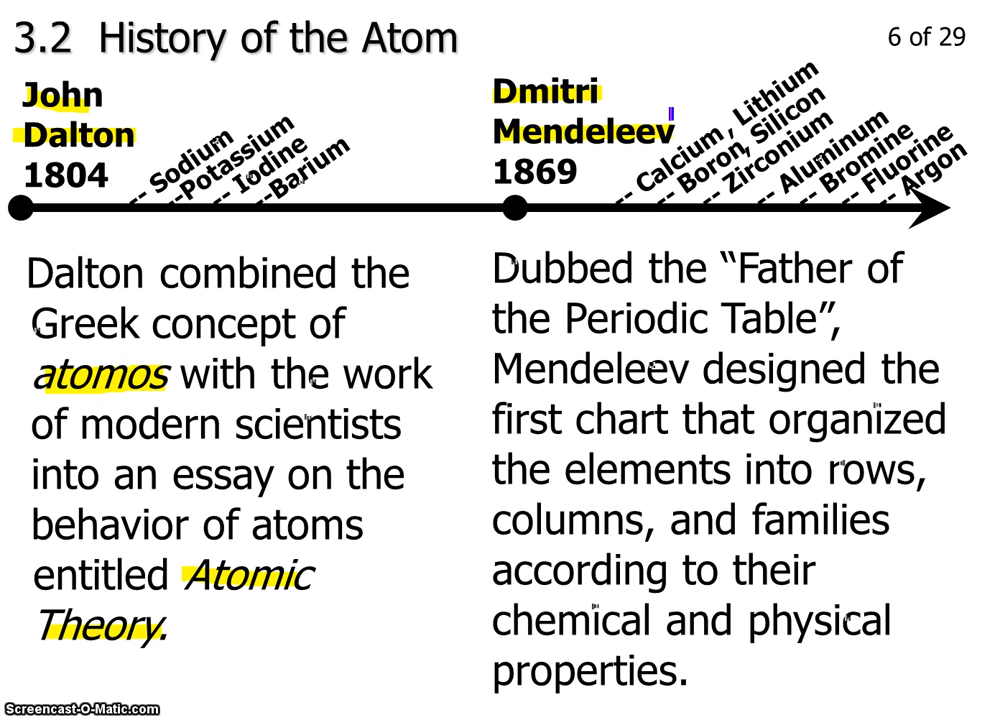 3.2 History of the Atom
6 of 29
John
Dalton
1804
-- Sodium
--Potassium
-- Iodine
--Barium
Dmitri
Mendeleev
1869
-- Calcium, Lithium
-- Boron, Silicon
-- Zirconium
-- Aluminum
-- Bromine
-- Fluorine
-- Argon
Dalton combined the
Greek concept of
atomos with the work
of modern scientists
into an essay on the
behavior of atoms
entitled Atomic
Theory.
Dubbed the “Father of
the Periodic Table”,
Mendeleev designed the
first chart that organized
the elements into rows,
columns, and families
according to their
chemical and physical
properties.
Screencast-O-Matic.com